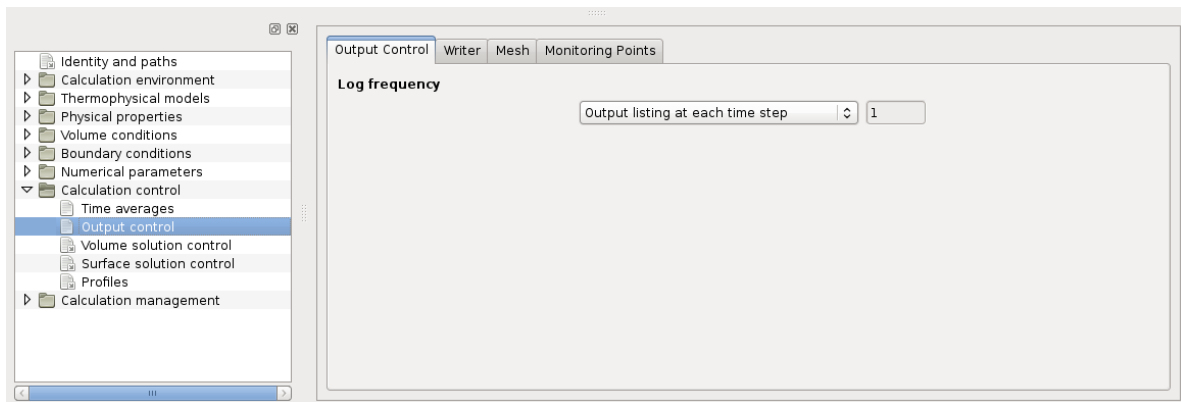 Identity and paths
Calculation environment
Thermophysical models
Physical properties
Volume conditions
Boundary conditions
Numerical parameters
Calculation control
Time averages
Output control
Volume solution control
Surface solution control
Profiles
Calculation management
Output Control Writer Mesh Monitoring Points
Log frequency
Output listing at each time step 1